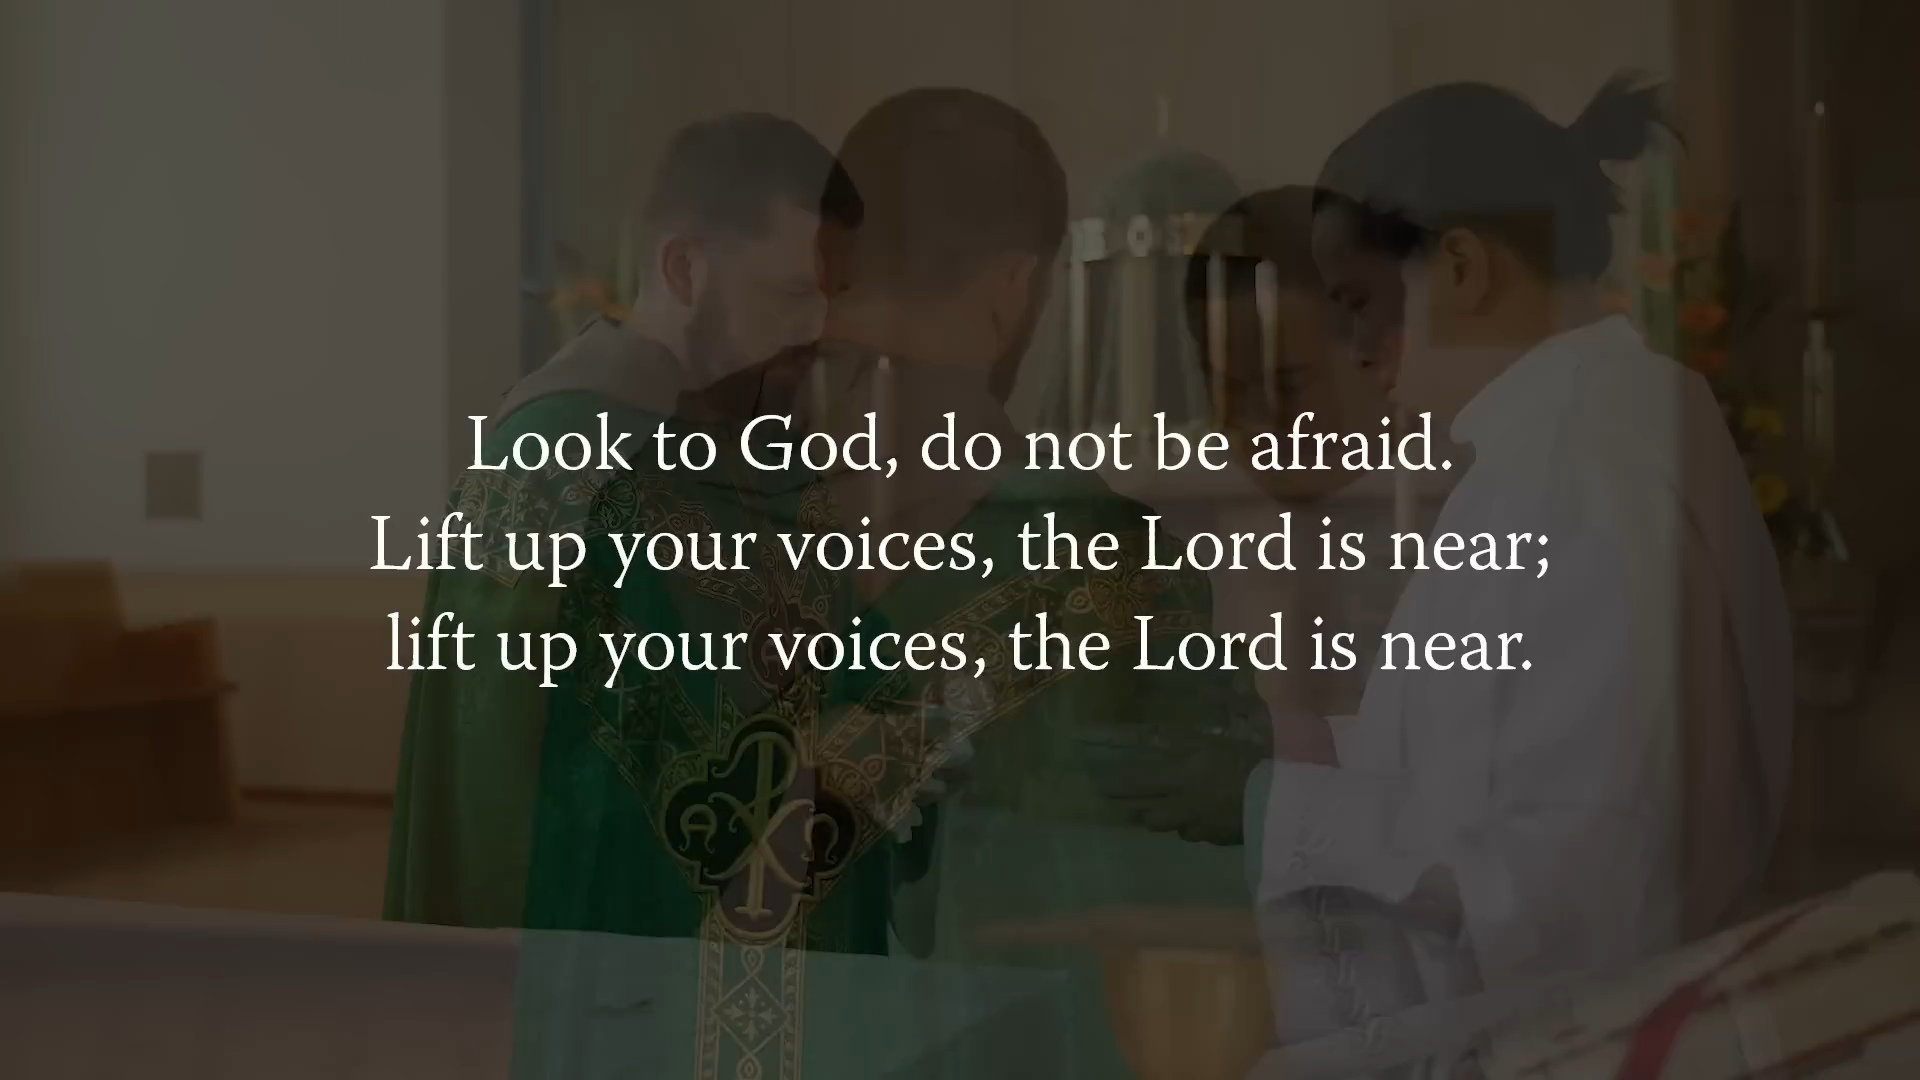 Look to God, do not be afraid.
Lift up your voices, the Lord is near;
lift up your voices, the Lord is near.
Α Ω